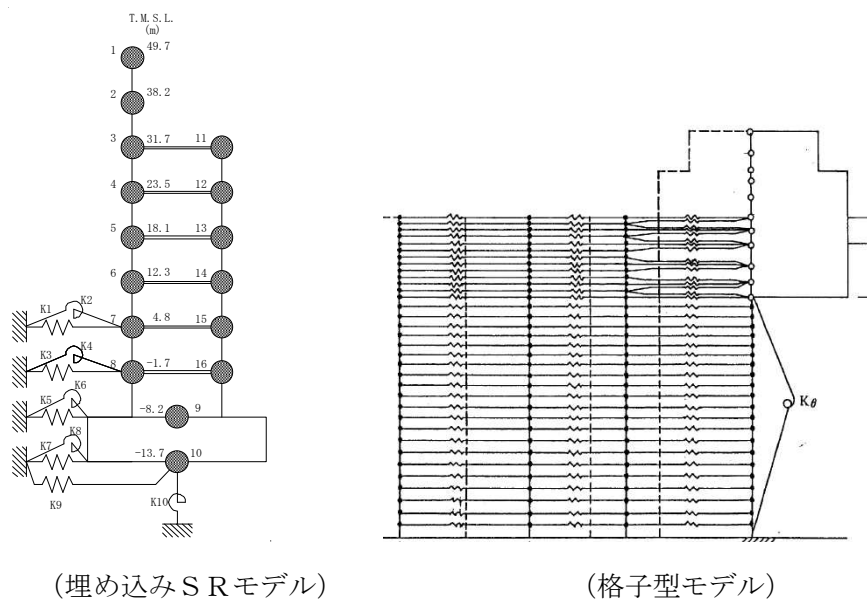 T.M.S.L.
(m)
1 49.7
2 38.2
3 31.7 11
4 23.5 12
5 18.1 13
6 12.3 14
K1 K2
7 4.8 15
K3 K4
8 -1.7 16
K5 K6
-8.2 9
K7 K8
-13.7 10
K9
K10
Kθ
(埋め込みSRモデル)
(格子型モデル)